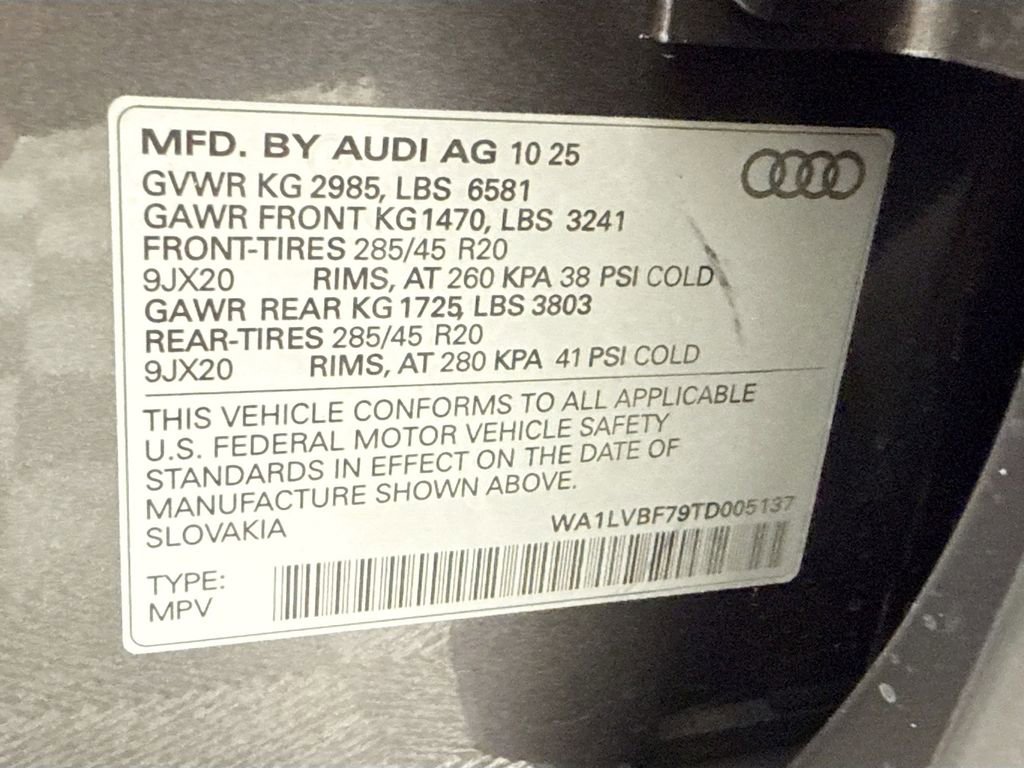 MFD. BY AUDI AG 10 25
GVWR KG 2985, LBS 6581
GAWR FRONT KG1470, LBS 3241
FRONT-TIRES 285/45 R20
9JX20 RIMS, AT 260 KPA 38 PSI COLD
GAWR REAR KG 1725, LBS 3803
REAR-TIRES 285/45 R20
9JX20 RIMS, AT 280 KPA 41 PSI COLD
THIS VEHICLE CONFORMS TO ALL APPLICABLE
U.S. FEDERAL MOTOR VEHICLE SAFETY
STANDARDS IN EFFECT ON THE DATE OF
MANUFACTURE SHOWN ABOVE.
SLOVAKIA WA1LVBF79TD005137
TYPE:
MPV